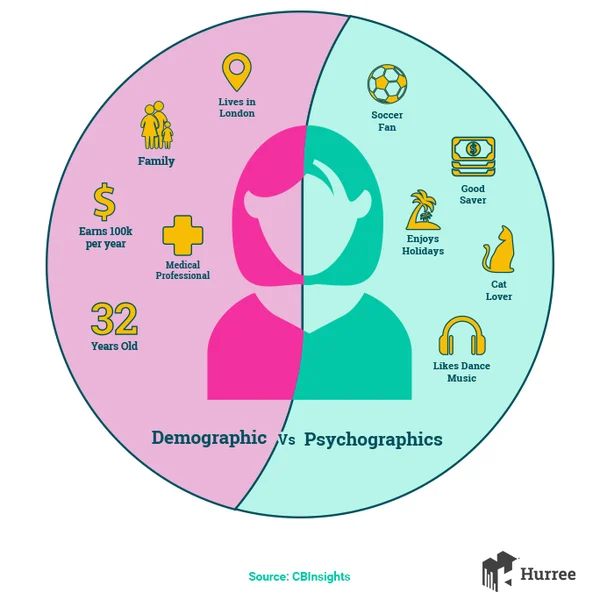 Lives in
London
Family
$
Earns 100k
per year
Medical
Professional
32
Years Old
Soccer
Fan
$
Good
Saver
Enjoys
Holidays
Cat
Lover
Likes Dance
Music
Demographic Vs Psychographics
Source: CBInsights
Hurree